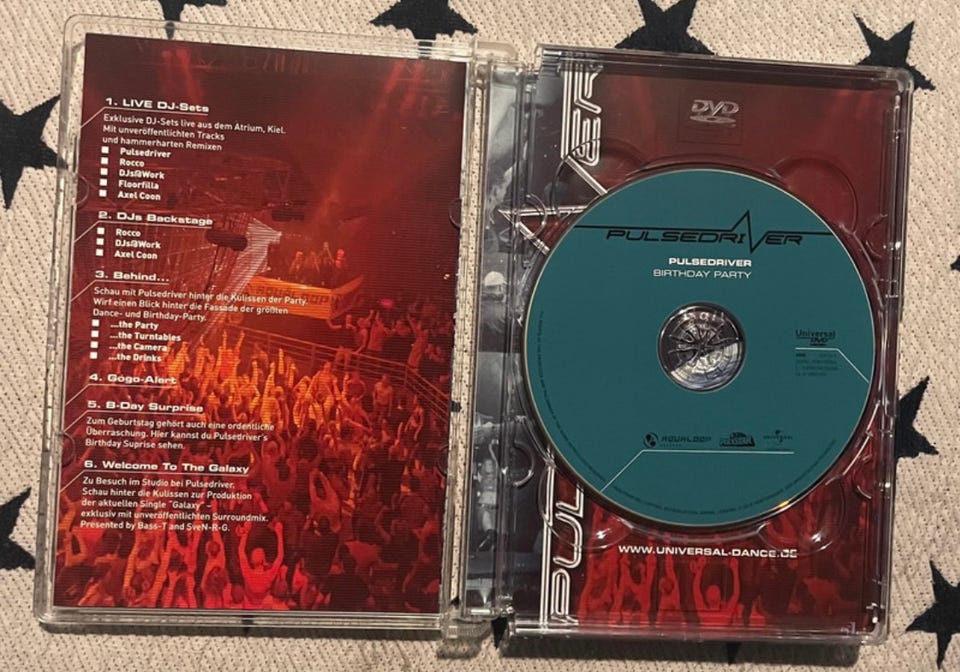 1. LIVE DJ-Sets
Exklusive DJ-Sets live aus dem Atrium, Kiel.
Mit unveröffentlichten Tracks
und hammerharten Remixen
Pulsedriver
Rocco
DJs@Work
Floorfilla
Axel Coon
2. DJs Backstage
Rocco
DJs@Work
Axel Coon
3. Behind...
Schau mit Pulsedriver hinter die Kulissen der Party.
Wirf einen Blick hinter die Fassade der größten
Dance- und Birthday-Party.
...the Party
...the Turntables
...the Camera
...the Drinks
4. Gogo-Alert
5. B-Day Surprise
Zum Geburtstag gehört auch eine ordentliche
Überraschung. Hier kannst du Pulsedriver's
Birthday Suprise sehen.
6. Welcome To The Galaxy
Zu Besuch im Studio bei Pulsedriver.
Schau hinter die Kulissen zur Produktion
der aktuellen Single "Galaxy" –
exklusiv mit unveröffentlichten Surroundmix.
Presented by Bass-T and SveN-R-G.
AQUALOOP
DVD
PULSEDRIVER
PULSEDRIVER
BIRTHDAY PARTY
Universal
DVD
AQUALOOP
UNIVERSAL
WWW.UNIVERSAL-DANCE.DE